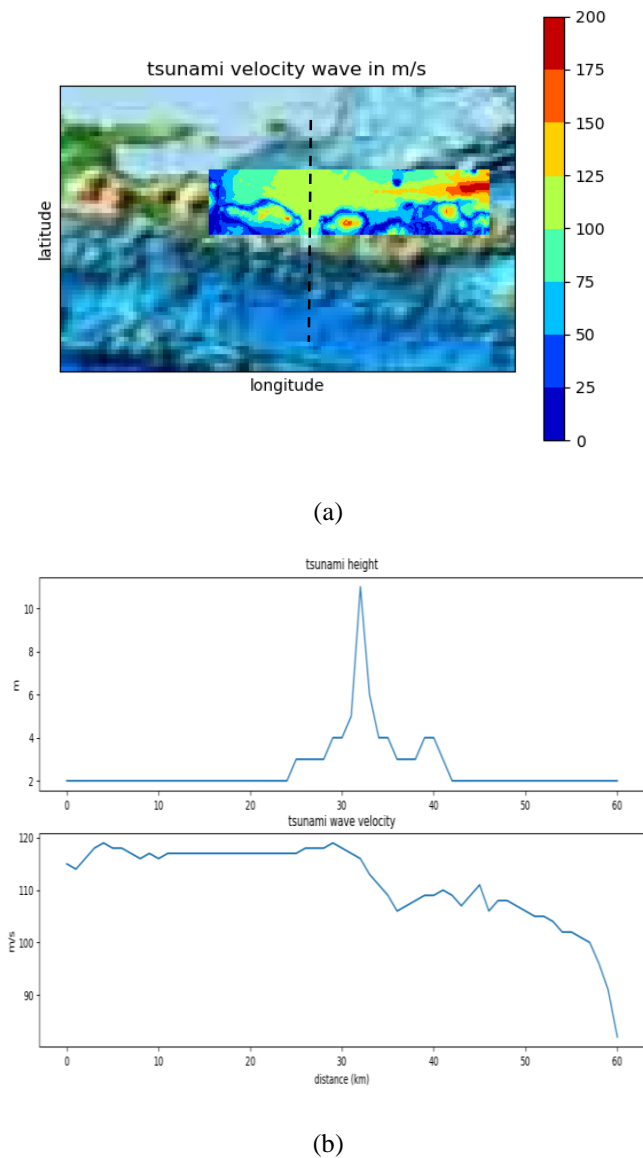 tsunami velocity wave in m/s
latitude
longitude
200
175
150
125
100
75
50
25
0
(a)
tsunami height
m
10
8
6
4
2
0 10 20 30 40 50 60
tsunami wave velocity
m/s
120
110
100
90
0 10 20 30 40 50 60
distance (km)
(b)